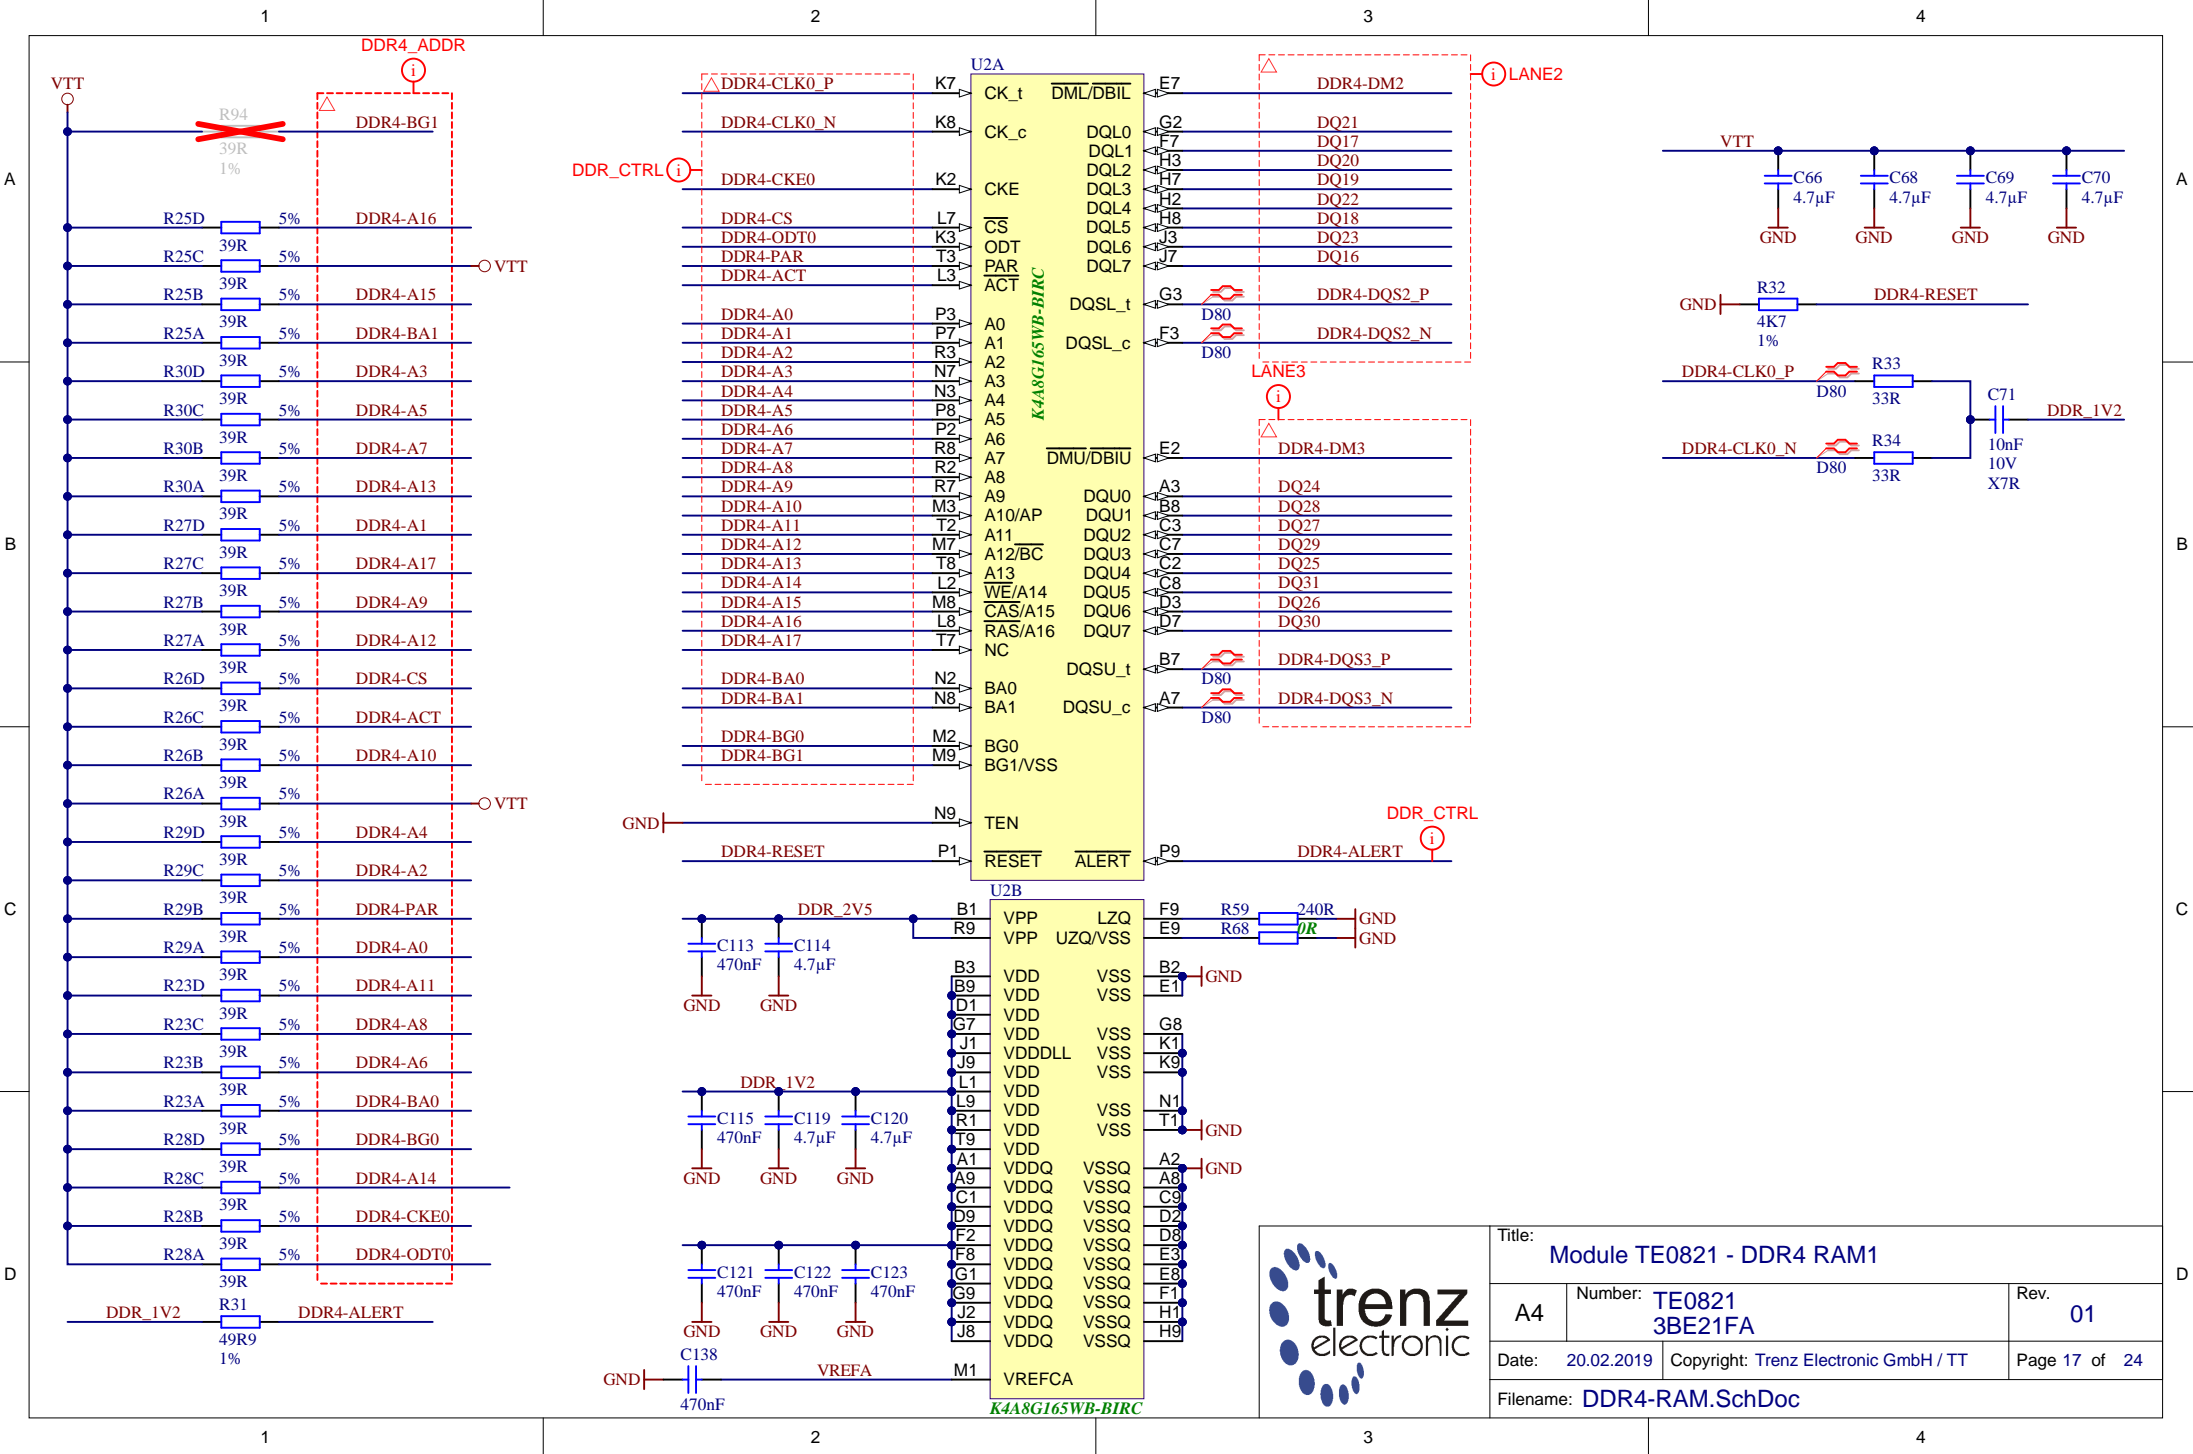 1 2 3 4
A B C D
A B C D
1 2 3 4
DDR4_ADDR
VTT
R94
39R
1%
DDR4-BG1
R25D 5% DDR4-A16
39R
R25C 5% VTT
39R
R25B 5% DDR4-A15
39R
R25A 5% DDR4-BA1
39R
R30D 5% DDR4-A3
39R
R30C 5% DDR4-A5
39R
R30B 5% DDR4-A7
39R
R30A 5% DDR4-A13
39R
R27D 5% DDR4-A1
39R
R27C 5% DDR4-A17
39R
R27B 5% DDR4-A9
39R
R27A 5% DDR4-A12
39R
R26D 5% DDR4-CS
39R
R26C 5% DDR4-ACT
39R
R26B 5% DDR4-A10
39R
R26A 5% VTT
39R
R29D 5% DDR4-A4
39R
R29C 5% DDR4-A2
39R
R29B 5% DDR4-PAR
39R
R29A 5% DDR4-A0
39R
R23D 5% DDR4-A11
39R
R23C 5% DDR4-A8
39R
R23B 5% DDR4-A6
39R
R23A 5% DDR4-BA0
39R
R28D 5% DDR4-BG0
39R
R28C 5% DDR4-A14
39R
R28B 5% DDR4-CKE0
39R
R28A 5% DDR4-ODT0
39R
DDR_1V2 R31 DDR4-ALERT
49R9
1%
DDR_CTRL
U2A
DDR4-CLK0_P K7 CK_t
DDR4-CLK0_N K8 CK_c
DDR4-CKE0 K2 CKE
DDR4-CS L7 CS
DDR4-ODT0 K3 ODT
DDR4-PAR T3 PAR
DDR4-ACT L3 ACT
DDR4-A0 P3 A0
DDR4-A1 P7 A1
DDR4-A2 R3 A2
DDR4-A3 N7 A3
DDR4-A4 N3 A4
DDR4-A5 P8 A5
DDR4-A6 P2 A6
DDR4-A7 R8 A7
DDR4-A8 R2 A8
DDR4-A9 R7 A9
DDR4-A10 M3 A10/AP
DDR4-A11 T2 A11
DDR4-A12 M7 A12/BC
DDR4-A13 T8 A13
DDR4-A14 L2 WE/A14
DDR4-A15 M8 CAS/A15
DDR4-A16 L8 RAS/A16
DDR4-A17 T7 NC
DDR4-BA0 N2 BA0
DDR4-BA1 N8 BA1
DDR4-BG0 M2 BG0
DDR4-BG1 M9 BG1/VSS
GND N9 TEN
DDR4-RESET P1 RESET
K4A8G165WB-BIRC
LANE2
DML/DBIL E7 DDR4-DM2
DQL0 G2 DQ21
DQL1 F7 DQ17
DQL2 H3 DQ20
DQL3 H7 DQ19
DQL4 H2 DQ22
DQL5 H8 DQ18
DQL6 J3 DQ23
DQL7 J7 DQ16
DQSL_t G3 D80 DDR4-DQS2_P
DQSL_c F3 D80 DDR4-DQS2_N
LANE3
DMU/DBIU E2 DDR4-DM3
DQU0 A3 DQ24
DQU1 B8 DQ28
DQU2 C3 DQ27
DQU3 C7 DQ29
DQU4 C2 DQ25
DQU5 C8 DQ31
DQU6 D3 DQ26
DQU7 D7 DQ30
DQSU_t B7 D80 DDR4-DQS3_P
DQSU_c A7 D80 DDR4-DQS3_N
DDR_CTRL
ALERT P9 DDR4-ALERT
U2B
DDR_2V5 B1 VPP
R9 VPP
C113 470nF GND
C114 4.7µF GND
B3 VDD
B9 VDD
D1 VDD
G7 VDD
J1 VDDDLL
J9 VDD
DDR_1V2 L1 VDD
L9 VDD
R1 VDD
T9 VDD
C115 470nF GND
C119 4.7µF GND
C120 4.7µF GND
A1 VDDQ
A9 VDDQ
C1 VDDQ
D9 VDDQ
F2 VDDQ
F8 VDDQ
G1 VDDQ
G9 VDDQ
J2 VDDQ
J8 VDDQ
C121 470nF GND
C122 470nF GND
C123 470nF GND
GND C138 470nF VREFA M1 VREFCA
LZQ F9 R59 240R GND
UZQ/VSS E9 R68 0R GND
VSS B2 GND
VSS E1
VSS G8
VSS K1
VSS K9
VSS N1
VSS T1 GND
VSSQ A2 GND
VSSQ A8
VSSQ C9
VSSQ D2
VSSQ D8
VSSQ E3
VSSQ E8
VSSQ F1
VSSQ H1
VSSQ H9
K4A8G165WB-BIRC
VTT
C66 4.7µF GND
C68 4.7µF GND
C69 4.7µF GND
C70 4.7µF GND
GND R32 DDR4-RESET
4K7
1%
DDR4-CLK0_P D80 R33 33R
DDR4-CLK0_N D80 R34 33R
C71 DDR_1V2
10nF
10V
X7R
trenz
electronic
Title:
Module TE0821 - DDR4 RAM1
A4 Number: TE0821
3BE21FA
Rev.
01
Date: 20.02.2019 Copyright: Trenz Electronic GmbH / TT Page 17 of 24
Filename: DDR4-RAM.SchDoc